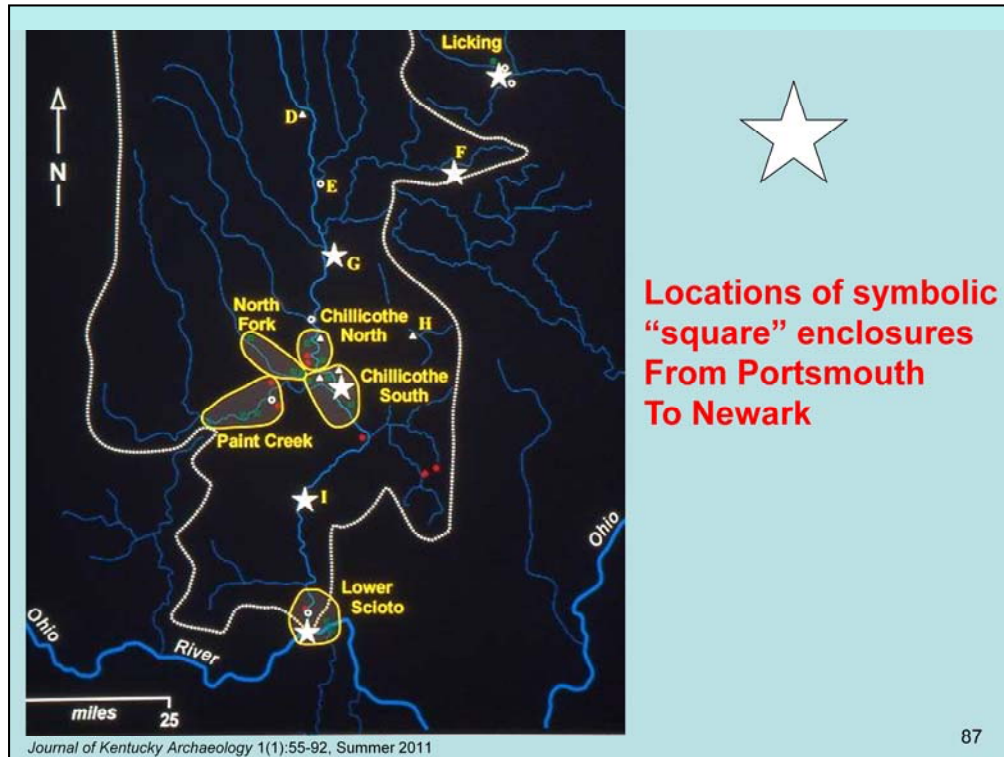 Licking
D
F
N
E
G
North
Fork
Chillicothe
North
H
Chillicothe
South
Paint Creek
I
Ohio
Lower
Scioto
Ohio
River
miles
25
Locations of symbolic
“square” enclosures
From Portsmouth
To Newark
Journal of Kentucky Archaeology 1(1):55-92, Summer 2011
87